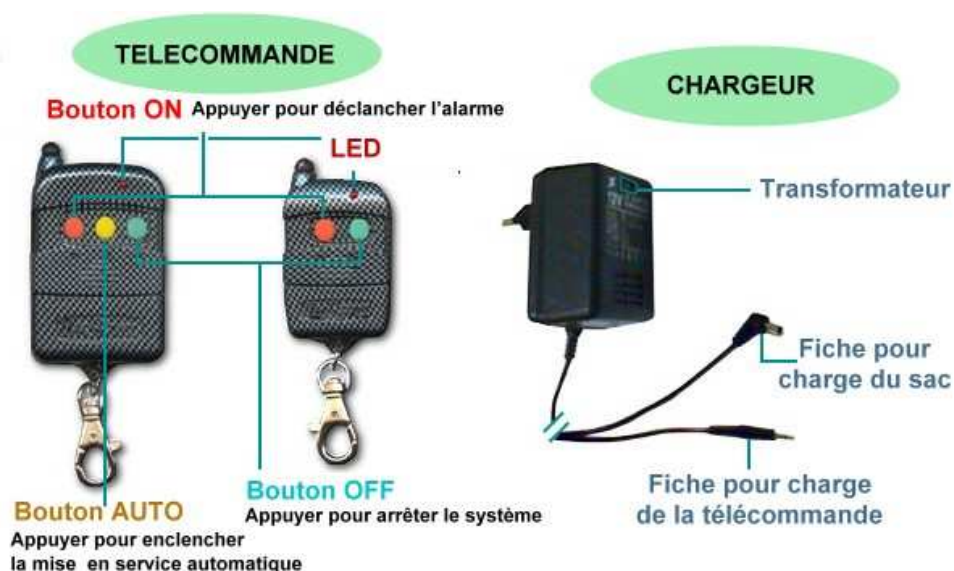 TELECOMMANDE
Bouton ON Appuyer pour déclancher l'alarme
LED
Bouton AUTO
Appuyer pour enclencher
la mise en service automatique
Bouton OFF
Appuyer pour arrêter le système
CHARGEUR
Transformateur
Fiche pour
charge du sac
Fiche pour charge
de la télécommande